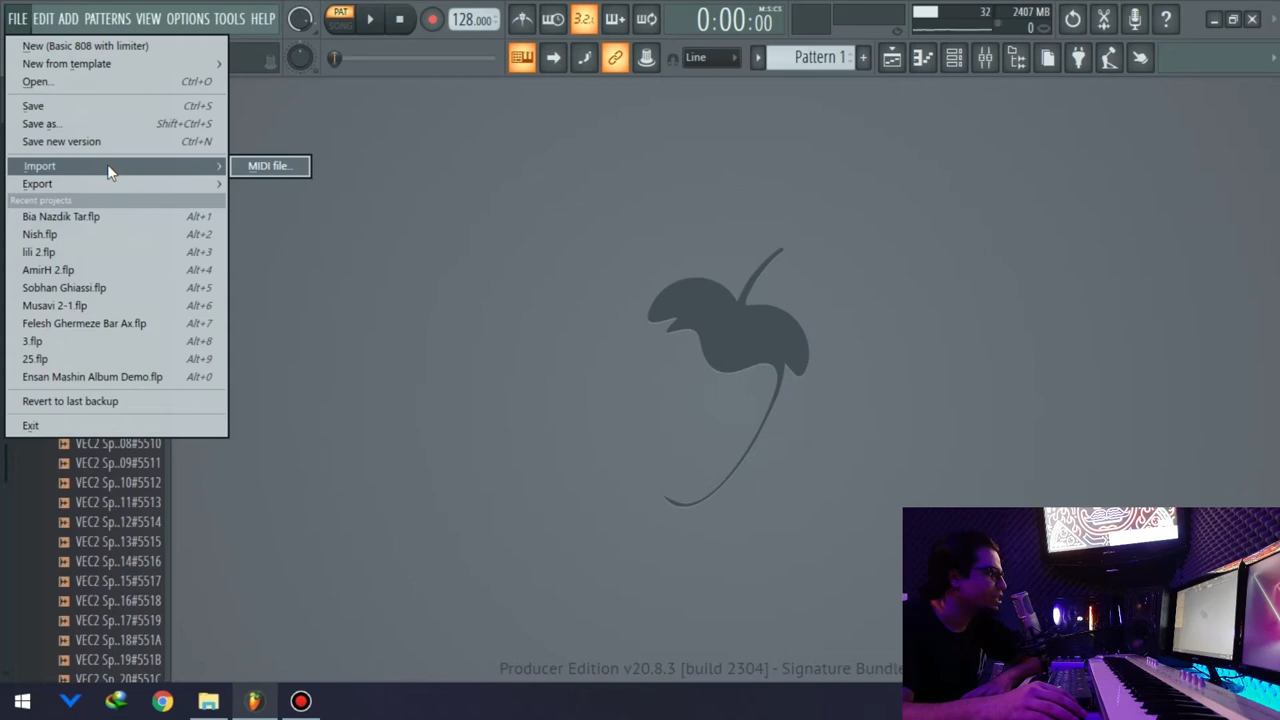 FILE EDIT ADD PATTERNS VIEW OPTIONS TOOLS HELP
PAT
128.000
3.2.
0:00:00
M:S:CS
32
2407 MB
0
Line
Pattern 1
New (Basic 808 with limiter)
New from template
Open... Ctrl+O
Save Ctrl+S
Save as... Shift+Ctrl+S
Save new version Ctrl+N
Import
MIDI file...
Export
Recent projects
Bia Nazdik Tar.flp Alt+1
Nish.flp Alt+2
lili 2.flp Alt+3
AmirH 2.flp Alt+4
Sobhan Ghiassi.flp Alt+5
Musavi 2-1.flp Alt+6
Felesh Ghermeze Bar Ax.flp Alt+7
3.flp Alt+8
25.flp Alt+9
Ensan Mashin Album Demo.flp Alt+0
Revert to last backup
Exit
VEC2 Sp..08#5510
VEC2 Sp..09#5511
VEC2 Sp..10#5512
VEC2 Sp..11#5513
VEC2 Sp..12#5514
VEC2 Sp..13#5515
VEC2 Sp..14#5516
VEC2 Sp..15#5517
VEC2 Sp..16#5518
VEC2 Sp..17#5519
VEC2 Sp..18#551A
VEC2 Sp..19#551B
VEC2 Sp..20#551C
Producer Edition v20.8.3 [build 2304] - Signature Bundle